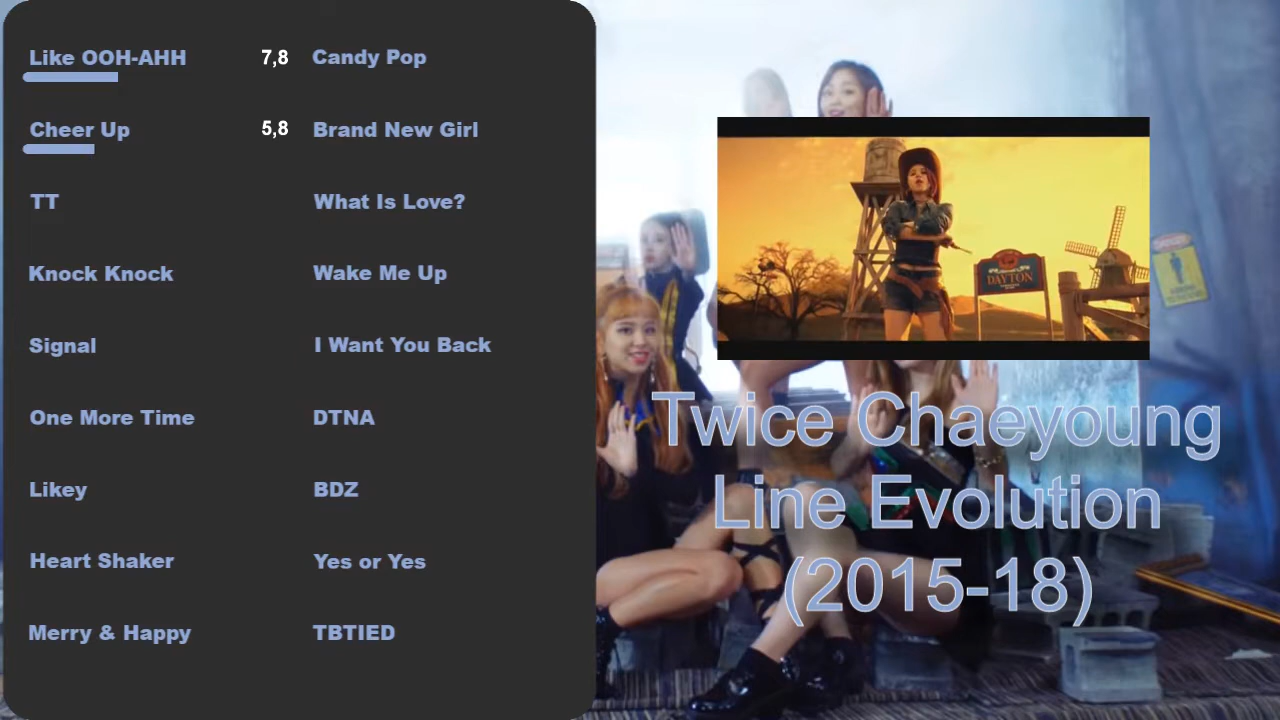 Like OOH-AHH 7,8
Cheer Up 5,8
TT
Knock Knock
Signal
One More Time
Likey
Heart Shaker
Merry & Happy
Candy Pop
Brand New Girl
What Is Love?
Wake Me Up
I Want You Back
DTNA
BDZ
Yes or Yes
TBTIED
DAYTON
Twice Chaeyoung
Line Evolution
(2015-18)